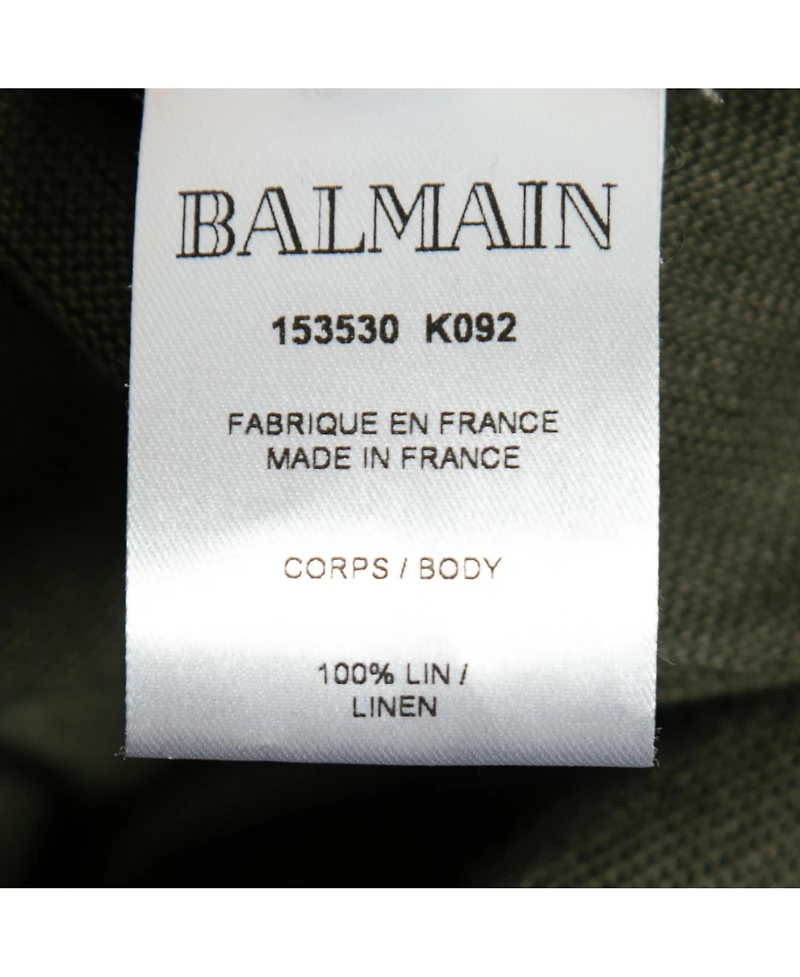 BALMAIN
153530 K092
FABRIQUE EN FRANCE
MADE IN FRANCE
CORPS / BODY
100% LIN /
LINEN